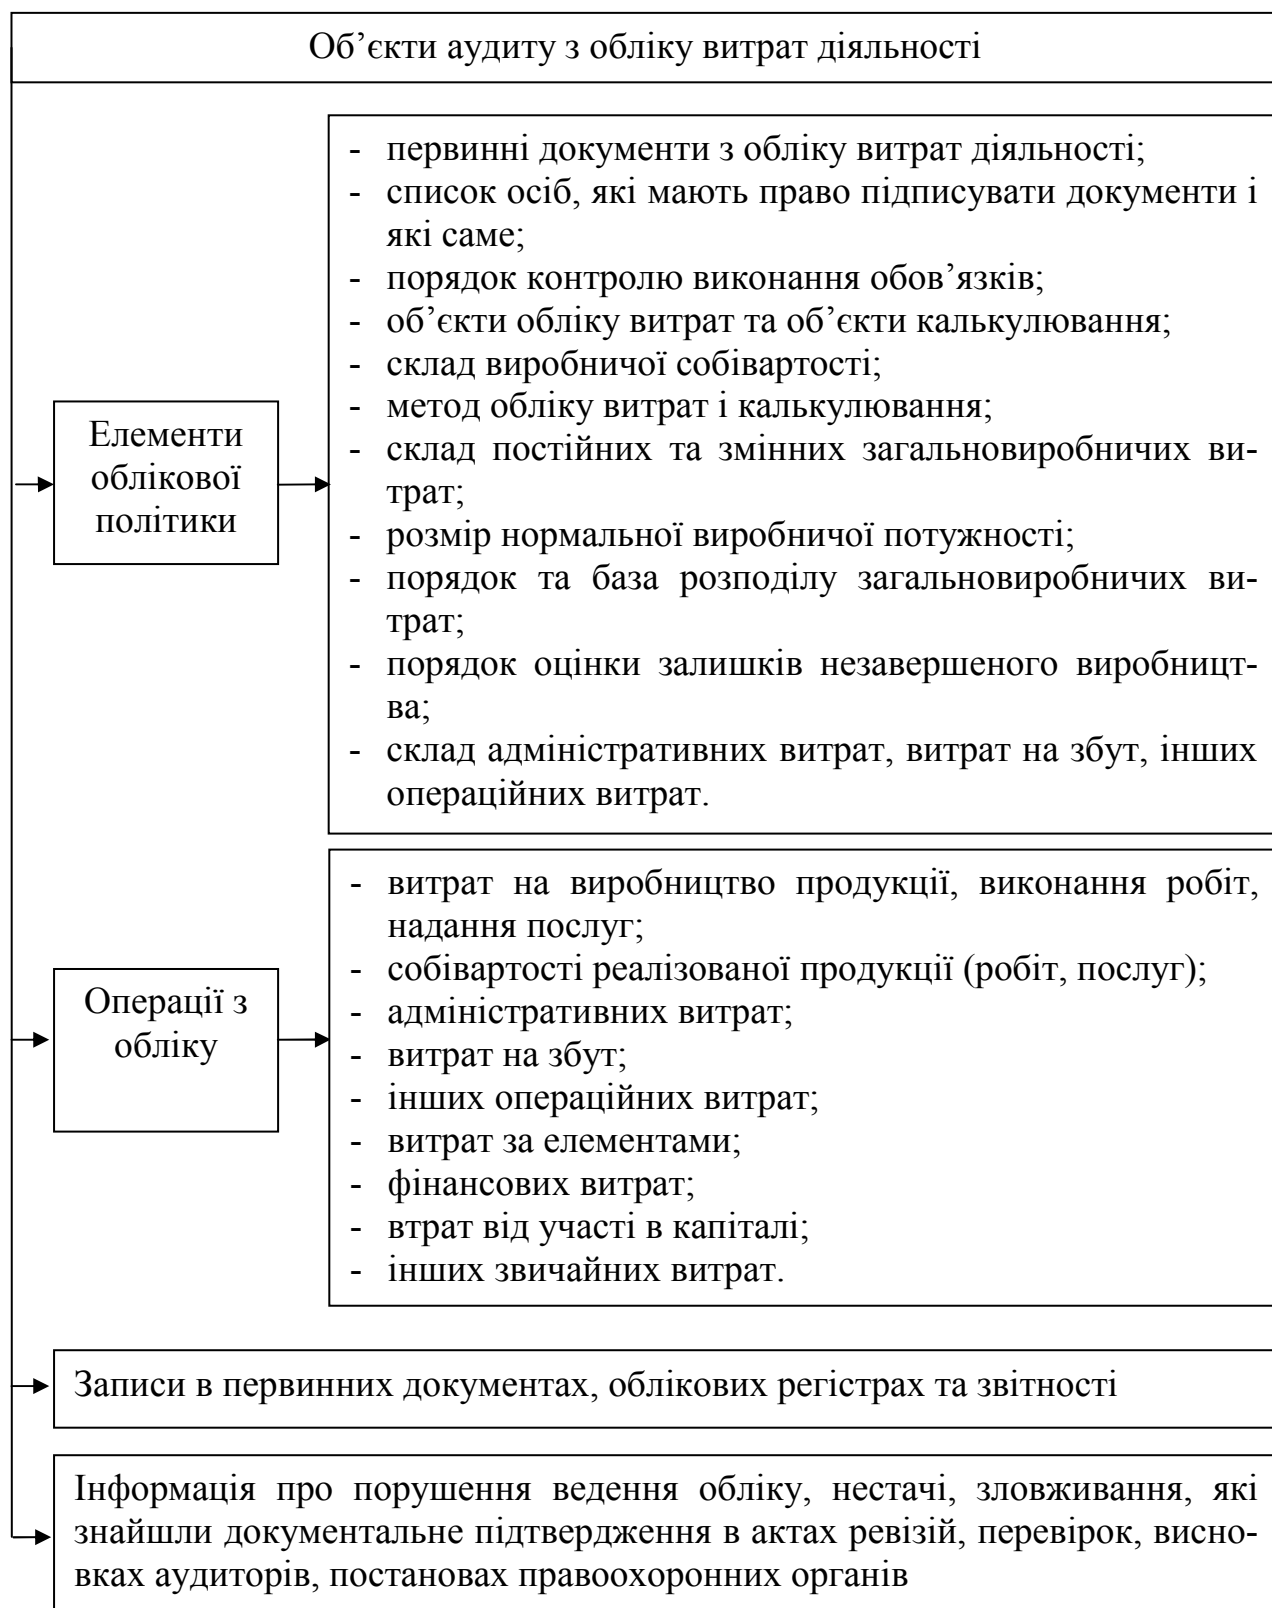 Об’єкти аудиту з обліку витрат діяльності
- первинні документи з обліку витрат діяльності;
- список осіб, які мають право підписувати документи і
які саме;
- порядок контролю виконання обов’язків;
- об’єкти обліку витрат та об’єкти калькулювання;
- склад виробничої собівартості;
- метод обліку витрат і калькулювання;
- склад постійних та змінних загальновиробничих ви-
трат;
- розмір нормальної виробничої потужності;
- порядок та база розподілу загальновиробничих ви-
трат;
- порядок оцінки залишків незавершеного виробницт-
ва;
- склад адміністративних витрат, витрат на збут, інших
операційних витрат.
Елементи
облікової
політики
- витрат на виробництво продукції, виконання робіт,
надання послуг;
- собівартості реалізованої продукції (робіт, послуг);
- адміністративних витрат;
- витрат на збут;
- інших операційних витрат;
- витрат за елементами;
- фінансових витрат;
- втрат від участі в капіталі;
- інших звичайних витрат.
Операції з
обліку
Записи в первинних документах, облікових регістрах та звітності
Інформація про порушення ведення обліку, нестачі, зловживання, які
знайшли документальне підтвердження в актах ревізій, перевірок, висно-
вках аудиторів, постановах правоохоронних органів